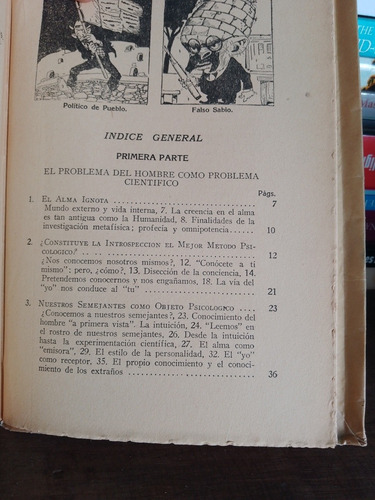 Político de Pueblo.
Falso Sabio.
INDICE GENERAL
PRIMERA PARTE
EL PROBLEMA DEL HOMBRE COMO PROBLEMA
CIENTIFICO
Págs.
1. EL ALMA IGNOTA ........ 7
Mundo externo y vida interna, 7. La creencia en el alma
es tan antigua como la Humanidad, 8. Finalidades de la
investigación metafísica; profecía y omnipotencia........ 10
2. ¿CONSTITUYE LA INTROSPECCION EL MEJOR METODO PSI-
COLOGICO? .. ........ 12
¿Nos conocemos nosotros mismos?, 12. "Conócete a ti
mismo"; pero, ¿cómo?, 13. Disección de la conciencia, 14.
Pretendemos conocernos y nos engañamos. 18. La vía del
"yo" nos conduce al "tu" ........ 21
3. NUESTROS SEMEJANTES COMO OBJETO PSICOLOGICO .... 23
¿Conocemos a nuestros semejantes?, 23. Conocimiento del
hombre "a primera vista". La intuición, 24. "Leemos" en
el rostro de nuestros semejantes, 26. Desde la intuición
hasta la experimentación científica, 27. El alma como
"emisora". 29. El estilo de la personalidad, 32. El "yo"
como receptor, 35. El propio conocimiento y el conoci-
miento de los extraños ........ 36